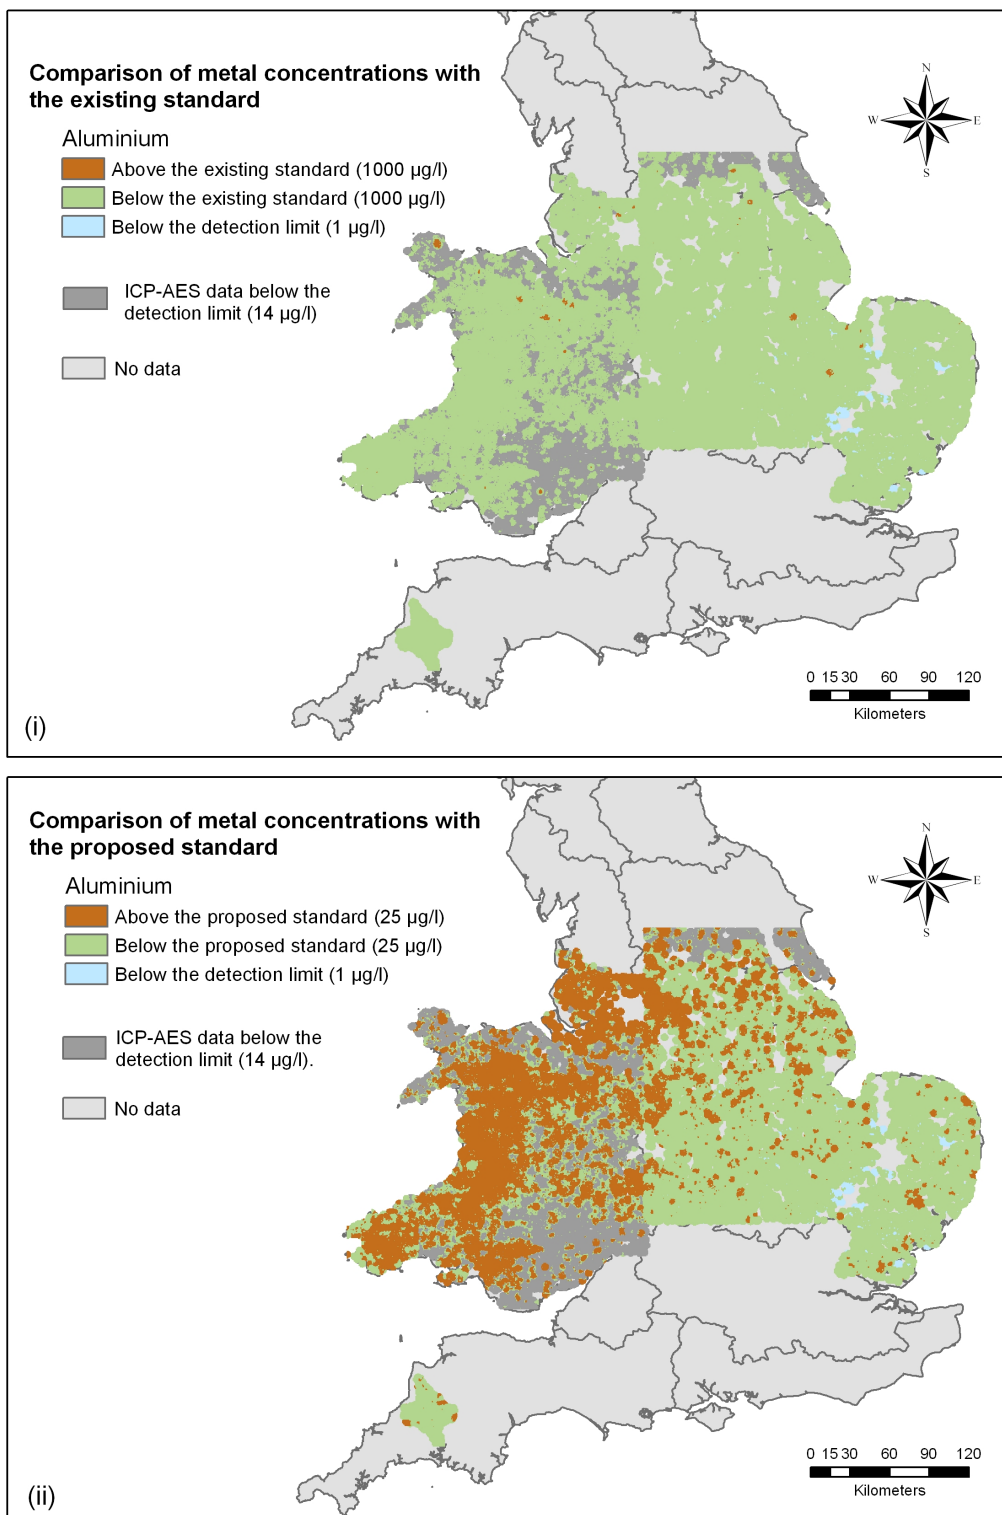 Comparison of metal concentrations with
the existing standard
Aluminium
Above the existing standard (1000 µg/l)
Below the existing standard (1000 µg/l)
Below the detection limit (1 µg/l)
ICP-AES data below the
detection limit (14 µg/l)
No data
N
W E
S
0 15 30 60 90 120
Kilometers
(i)
Comparison of metal concentrations with
the proposed standard
Aluminium
Above the proposed standard (25 µg/l)
Below the proposed standard (25 µg/l)
Below the detection limit (1 µg/l)
ICP-AES data below the
detection limit (14 µg/l).
No data
N
W E
S
0 15 30 60 90 120
Kilometers
(ii)